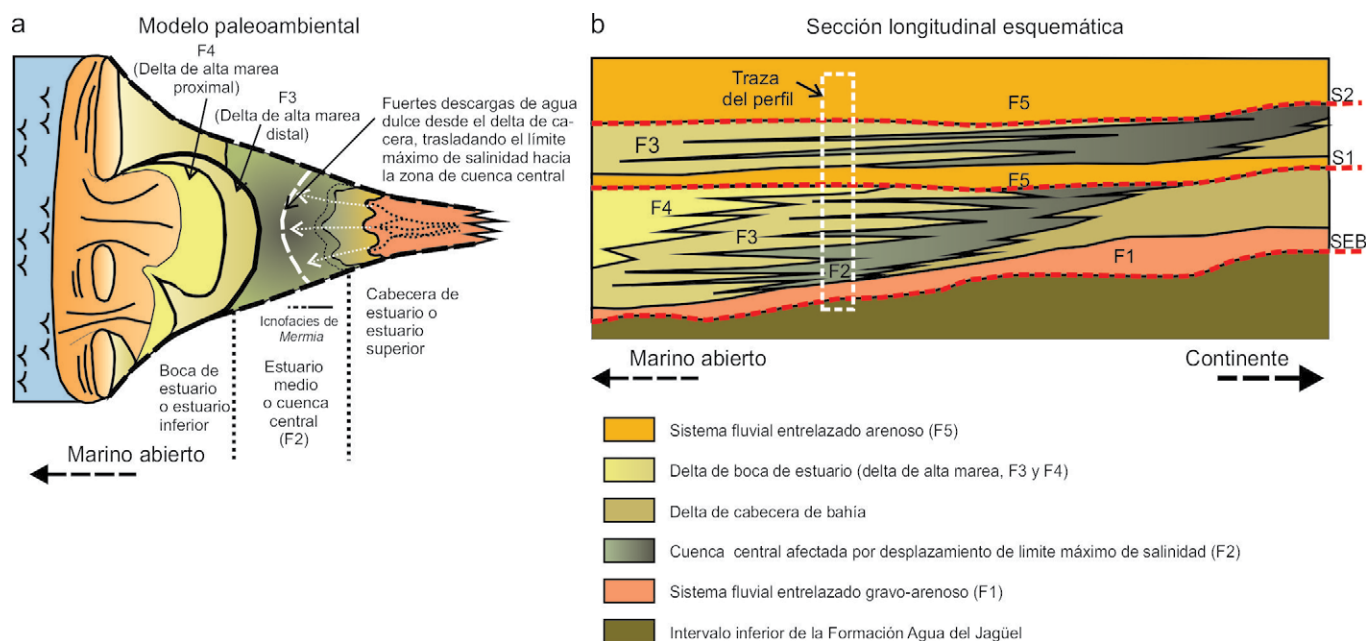 a
Modelo paleoambiental
F4
(Delta de alta marea
proximal)
F3
(Delta de alta marea
distal)
Fuertes descargas de agua
dulce desde el delta de ca-
cera, trasladando el límite
máximo de salinidad hacia
la zona de cuenca central
Icnofacies de
Mermia
Cabecera de
estuario o
estuario
superior
Boca de
estuario
o estuario
inferior
Estuario
medio
o cuenca
central
(F2)
Marino abierto
b
Sección longitudinal esquemática
Traza
del perfil
F5
S2
F3
S1
F5
F4
F3
F2
F1
SEB
Marino abierto
Continente
Sistema fluvial entrelazado arenoso (F5)
Delta de boca de estuario (delta de alta marea, F3 y F4)
Delta de cabecera de bahía
Cuenca central afectada por desplazamiento de limite máximo de salinidad (F2)
Sistema fluvial entrelazado gravo-arenoso (F1)
Intervalo inferior de la Formación Agua del Jagüel